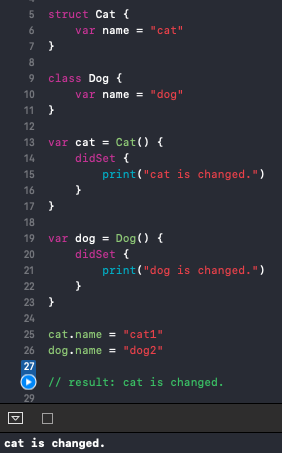 5 struct Cat {
6 var name = "cat"
7 }
8
9 class Dog {
10 var name = "dog"
11 }
12
13 var cat = Cat() {
14 didSet {
15 print("cat is changed.")
16 }
17 }
18
19 var dog = Dog() {
20 didSet {
21 print("dog is changed.")
22 }
23 }
24
25 cat.name = "cat1"
26 dog.name = "dog2"
27
// result: cat is changed.
29
cat is changed.